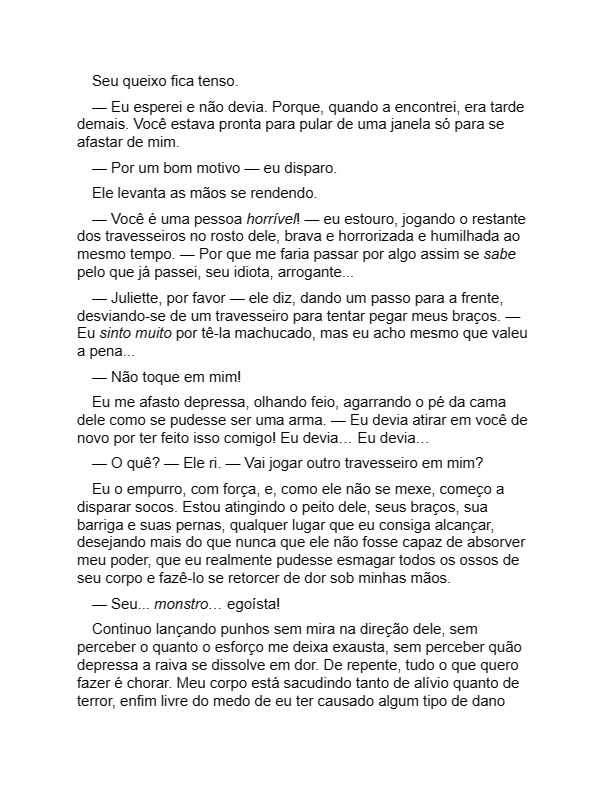 Seu queixo fica tenso.
— Eu esperei e não devia. Porque, quando a encontrei, era tarde
demais. Você estava pronta para pular de uma janela só para se
afastar de mim.
— Por um bom motivo — eu disparo.
Ele levanta as mãos se rendendo.
— Você é uma pessoa horrível! — eu estouro, jogando o restante
dos travesseiros no rosto dele, brava e horrorizada e humilhada ao
mesmo tempo. — Por que me faria passar por algo assim se sabe
pelo que já passei, seu idiota, arrogante...
— Juliette, por favor — ele diz, dando um passo para a frente,
desviando-se de um travesseiro para tentar pegar meus braços. —
Eu sinto muito por tê-la machucado, mas eu acho mesmo que valeu
a pena...
— Não toque em mim!
Eu me afasto depressa, olhando feio, agarrando o pé da cama
dele como se pudesse ser uma arma. — Eu devia atirar em você de
novo por ter feito isso comigo! Eu devia… Eu devia…
— O quê? — Ele ri. — Vai jogar outro travesseiro em mim?
Eu o empurro, com força, e, como ele não se mexe, começo a
disparar socos. Estou atingindo o peito dele, seus braços, sua
barriga e suas pernas, qualquer lugar que eu consiga alcançar,
desejando mais do que nunca que ele não fosse capaz de absorver
meu poder, que eu realmente pudesse esmagar todos os ossos de
seu corpo e fazê-lo se retorcer de dor sob minhas mãos.
— Seu... monstro… egoísta!
Continuo lançando punhos sem mira na direção dele, sem
perceber o quanto o esforço me deixa exausta, sem perceber quão
depressa a raiva se dissolve em dor. De repente, tudo o que quero
fazer é chorar. Meu corpo está sacudindo tanto de alívio quanto de
terror, enfim livre do medo de eu ter causado algum tipo de dano